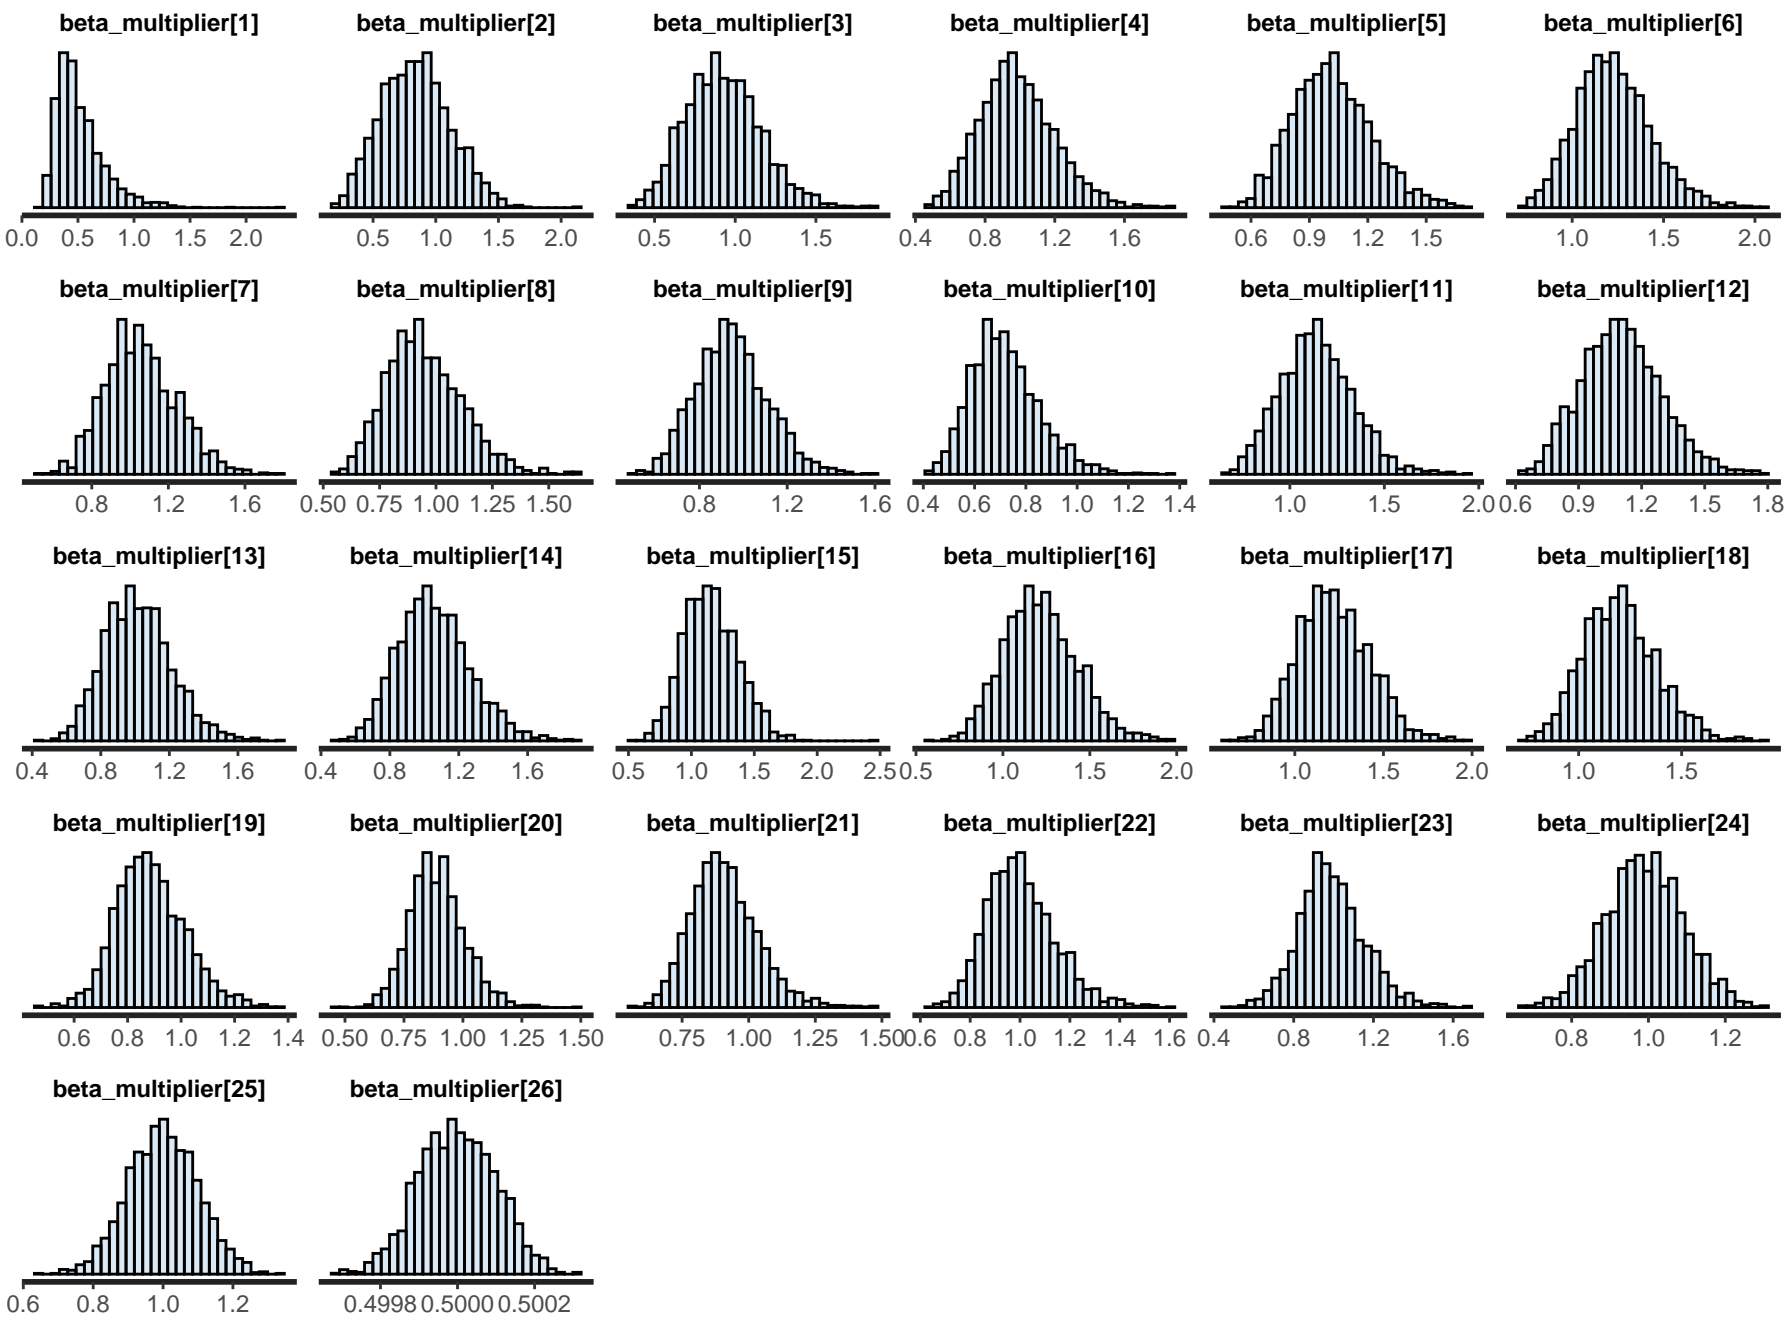 beta_multiplier[1] beta_multiplier[2] beta_multiplier[3] beta_multiplier[4] beta_multiplier[5] beta_multiplier[6]
0.0 0.5 1.0 1.5 2.0 0.5 1.0 1.5 2.0 0.5 1.0 1.5 0.4 0.8 1.2 1.6 0.6 0.9 1.2 1.5 1.0 1.5 2.0
beta_multiplier[7] beta_multiplier[8] beta_multiplier[9] beta_multiplier[10] beta_multiplier[11] beta_multiplier[12]
0.8 1.2 1.6 0.50 0.75 1.00 1.25 1.50 0.8 1.2 1.6 0.4 0.6 0.8 1.0 1.2 1.4 1.0 1.5 2.0 0.6 0.9 1.2 1.5 1.8
beta_multiplier[13] beta_multiplier[14] beta_multiplier[15] beta_multiplier[16] beta_multiplier[17] beta_multiplier[18]
0.4 0.8 1.2 1.6 0.4 0.8 1.2 1.6 0.5 1.0 1.5 2.0 2.5 0.5 1.0 1.5 2.0 1.0 1.5 2.0 1.0 1.5
beta_multiplier[19] beta_multiplier[20] beta_multiplier[21] beta_multiplier[22] beta_multiplier[23] beta_multiplier[24]
0.6 0.8 1.0 1.2 1.4 0.50 0.75 1.00 1.25 1.50 0.75 1.00 1.25 1.50 0.6 0.8 1.0 1.2 1.4 1.6 0.4 0.8 1.2 1.6 0.8 1.0 1.2
beta_multiplier[25] beta_multiplier[26]
0.6 0.8 1.0 1.2 0.4998 0.5000 0.5002